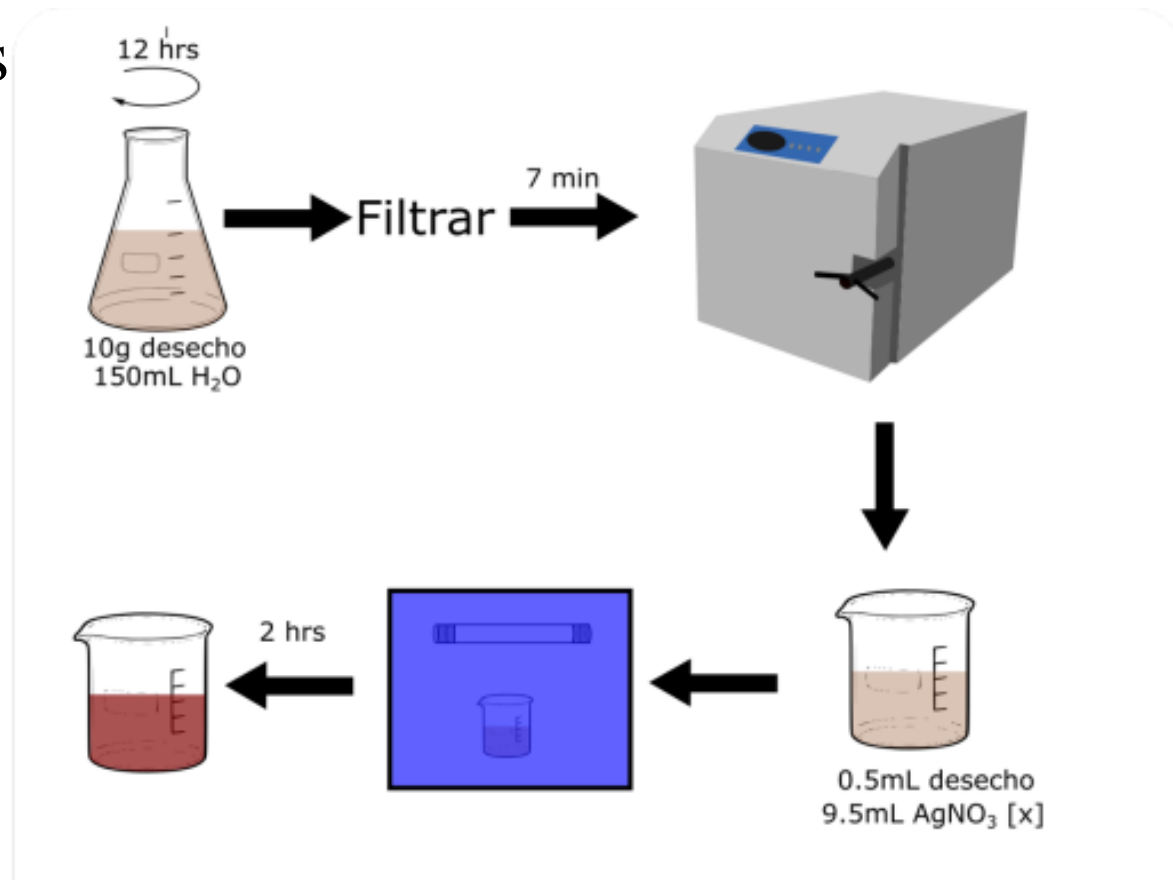 s
12 hrs
10g desecho
150mL H₂O
Filtrar
7 min
0.5mL desecho
9.5mL AgNO₃ [x]
2 hrs